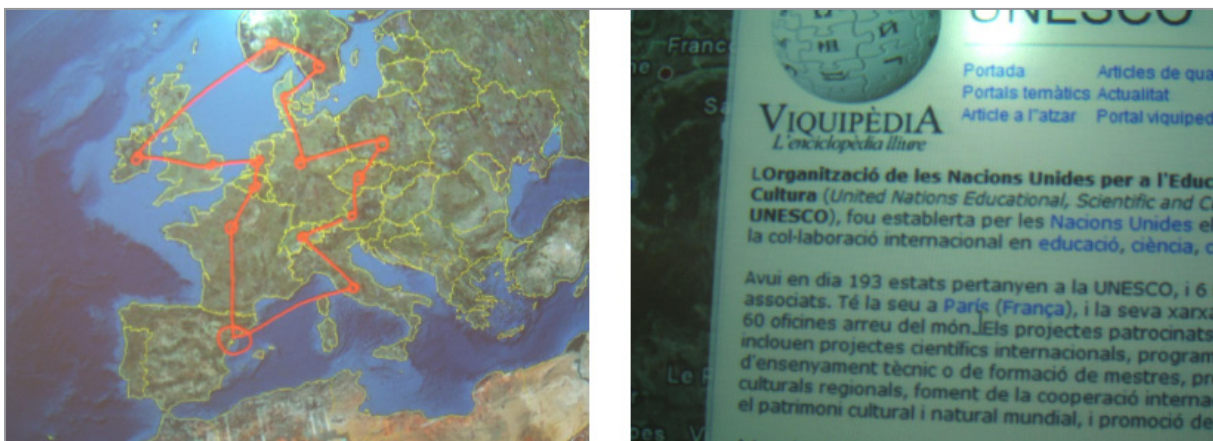 UNESCO
Franc
Portada Articles de qua
Portals temàtics Actualitat
Article a l'atzar Portal viquiped
VIQUIPÈDIA
L'enciclopèdia lliure
LOrganització de les Nacions Unides per a l'Educ
Cultura (United Nations Educational, Scientific and C
UNESCO), fou establerta per les Nacions Unides el
la col·laboració internacional en educació, ciència, c
Avui en dia 193 estats pertanyen a la UNESCO, i 6
associats. Té la seu a París (França), i la seva xarxa
60 oficines arreu del món. Els projectes patrocinats
inclouen projectes científics internacionals, program
d'ensenyament tècnic o de formació de mestres, pro
culturals regionals, foment de la cooperació interna
el patrimoni cultural i natural mundial, i promoció de